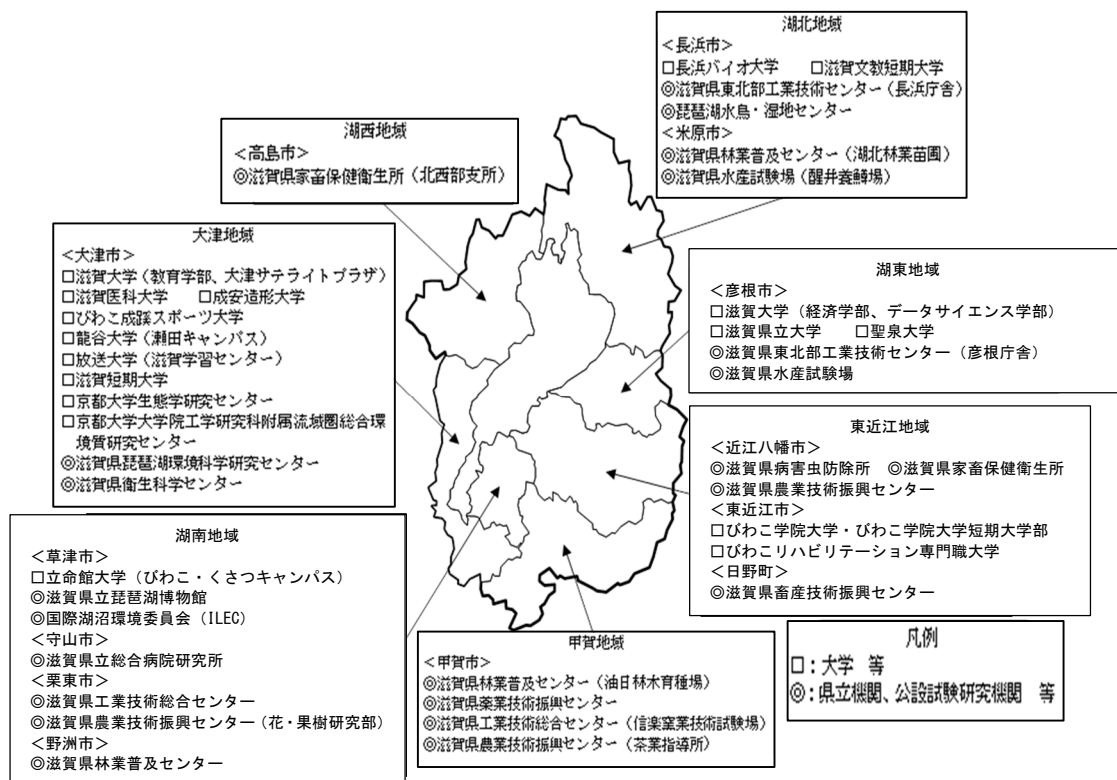 湖北地域
＜長浜市＞
□長浜バイオ大学　□滋賀文教短期大学
◎滋賀県東北部工業技術センター（長浜庁舎）
◎琵琶湖水鳥・湿地センター
＜米原市＞
◎滋賀県林業普及センター（湖北林業苗圃）
◎滋賀県水産試験場（醒井養鱒場）
湖西地域
＜高島市＞
◎滋賀県家畜保健衛生所（北西部支所）
大津地域
＜大津市＞
□滋賀大学（教育学部、大津サテライトプラザ）
□滋賀医科大学　□成安造形大学
□びわこ成蹊スポーツ大学
□龍谷大学（瀬田キャンパス）
□放送大学（滋賀学習センター）
□滋賀短期大学
□京都大学生態学研究センター
□京都大学大学院工学研究科附属流域圏総合環
境質研究センター
◎滋賀県琵琶湖環境科学研究センター
◎滋賀県衛生科学センター
湖東地域
＜彦根市＞
□滋賀大学（経済学部、データサイエンス学部）
□滋賀県立大学　□聖泉大学
◎滋賀県東北部工業技術センター（彦根庁舎）
◎滋賀県水産試験場
東近江地域
＜近江八幡市＞
◎滋賀県病害虫防除所　◎滋賀県家畜保健衛生所
◎滋賀県農業技術振興センター
＜東近江市＞
□びわこ学院大学・びわこ学院大学短期大学部
□びわこリハビリテーション専門職大学
＜日野町＞
◎滋賀県畜産技術振興センター
湖南地域
＜草津市＞
□立命館大学（びわこ・くさつキャンパス）
◎滋賀県立琵琶湖博物館
◎国際湖沼環境委員会（ILEC）
＜守山市＞
◎滋賀県立総合病院研究所
＜栗東市＞
◎滋賀県工業技術総合センター
◎滋賀県農業技術振興センター（花・果樹研究部）
＜野洲市＞
◎滋賀県林業普及センター
甲賀地域
＜甲賀市＞
◎滋賀県林業普及センター（油日林木育種場）
◎滋賀県薬業技術振興センター
◎滋賀県工業技術総合センター（信楽窯業技術試験場）
◎滋賀県農業技術振興センター（茶業指導所）
凡例
□：大学　等
◎：県立機関、公設試験研究機関　等